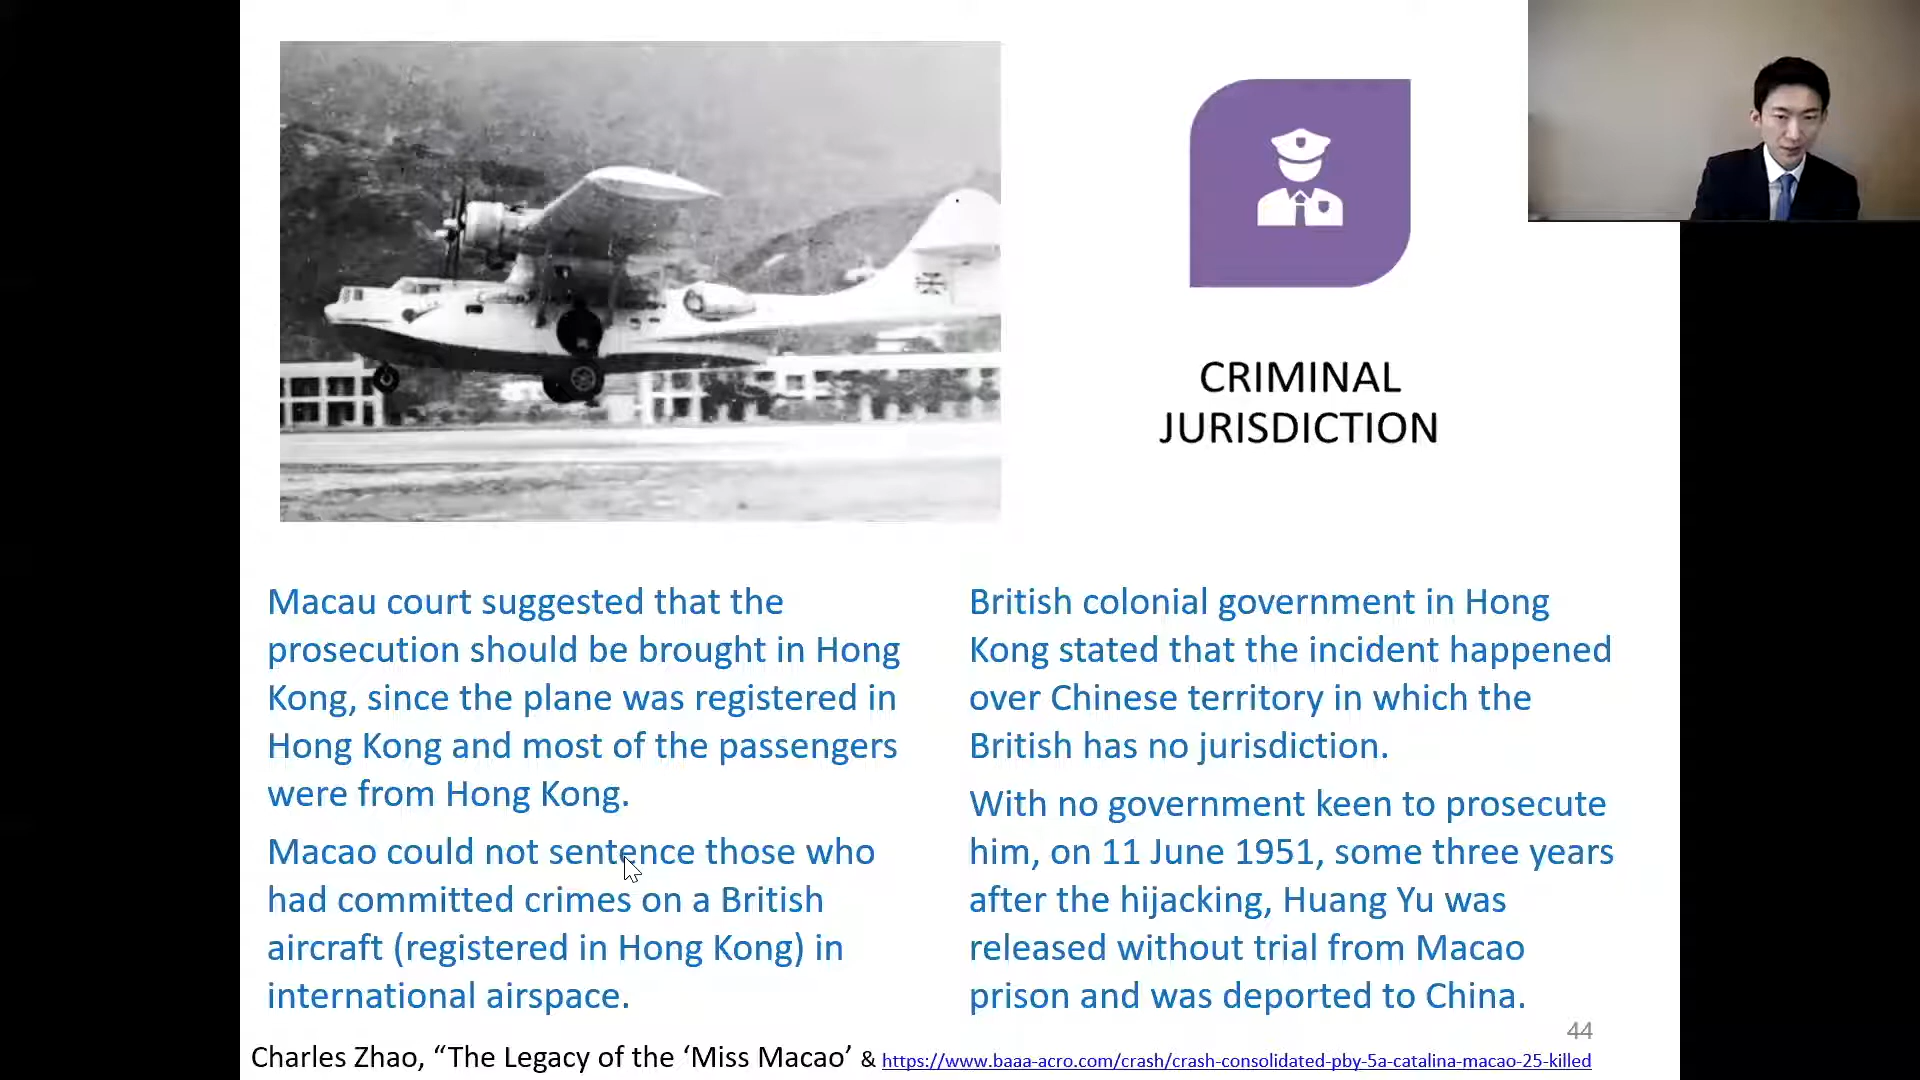 CRIMINAL
JURISDICTION
Macau court suggested that the
prosecution should be brought in Hong
Kong, since the plane was registered in
Hong Kong and most of the passengers
were from Hong Kong.
Macao could not sentence those who
had committed crimes on a British
aircraft (registered in Hong Kong) in
international airspace.
British colonial government in Hong
Kong stated that the incident happened
over Chinese territory in which the
British has no jurisdiction.
With no government keen to prosecute
him, on 11 June 1951, some three years
after the hijacking, Huang Yu was
released without trial from Macao
prison and was deported to China.
44
Charles Zhao, “The Legacy of the ‘Miss Macao’ & https://www.baaa-acro.com/crash/crash-consolidated-pby-5a-catalina-macao-25-killed